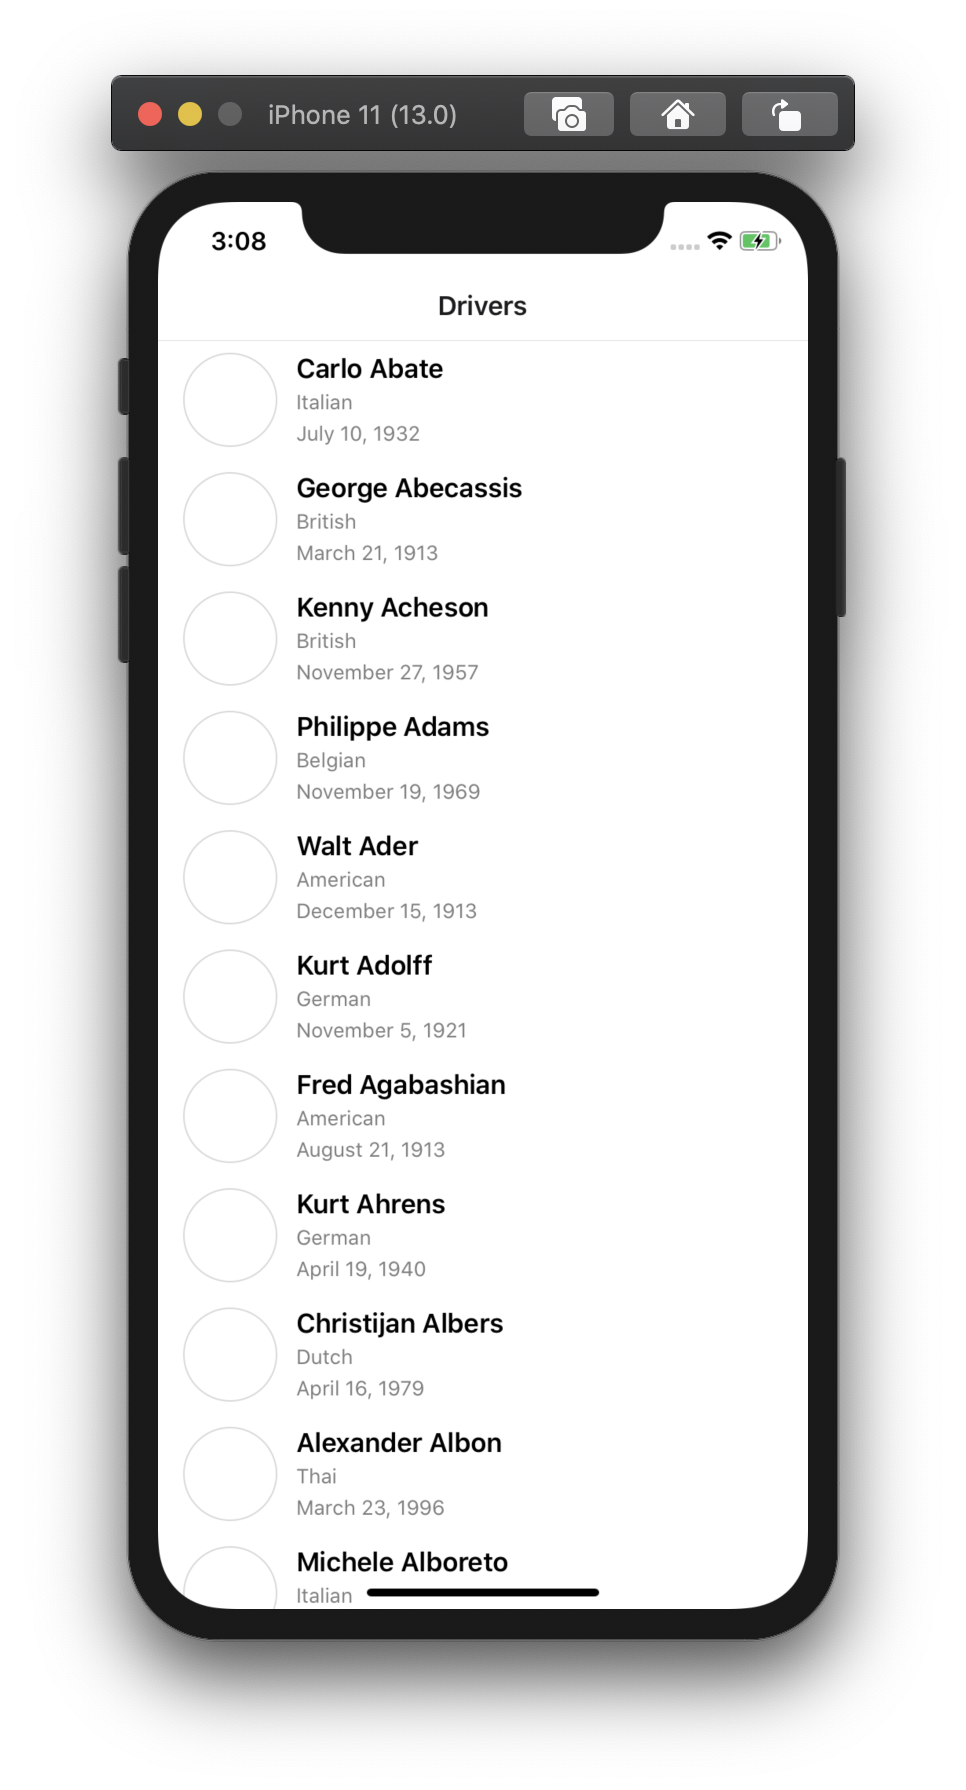 iPhone 11 (13.0)
3:08
Drivers
Carlo Abate
Italian
July 10, 1932
George Abecassis
British
March 21, 1913
Kenny Acheson
British
November 27, 1957
Philippe Adams
Belgian
November 19, 1969
Walt Ader
American
December 15, 1913
Kurt Adolff
German
November 5, 1921
Fred Agabashian
American
August 21, 1913
Kurt Ahrens
German
April 19, 1940
Christijan Albers
Dutch
April 16, 1979
Alexander Albon
Thai
March 23, 1996
Michele Alboreto
Italian